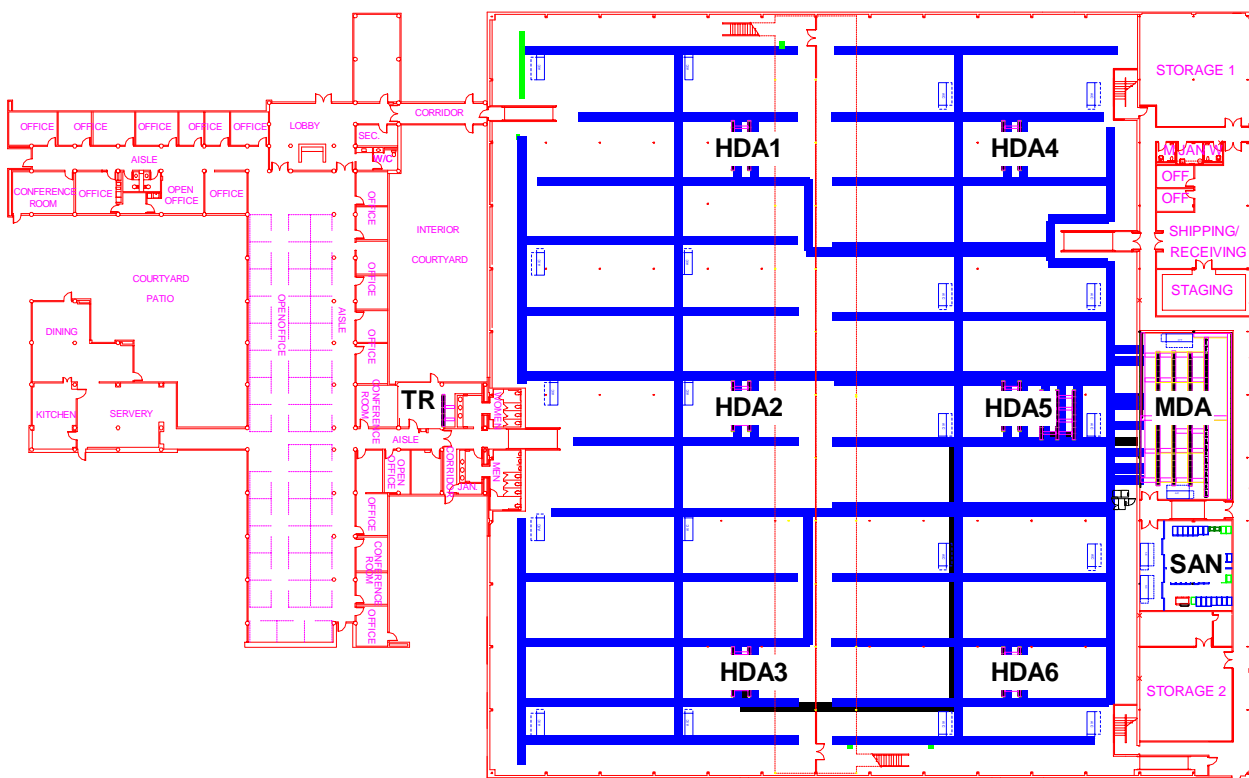 STORAGE 1
CORRIDOR
OFFICE
OFFICE
OFFICE
OFFICE
OFFICE
OFFICE
LOBBY
SEC.
W/C
AISLE
HDA1
HDA4
M
JAN
W
OFF
OFF
CONFERENCE
ROOM
OFFICE
OPEN
OFFICE
OFFICE
OFFICE
INTERIOR
COURTYARD
SHIPPING/
RECEIVING
OFFICE
OFFICE
STAGING
COURTYARD
PATIO
OPENOFFICE
AISLE
DINING
OFFICE
TR
HDA2
HDA5
MDA
KITCHEN
SERVERY
CONFERENCE
ROOM
WOMEN
AISLE
OPEN
OFFICE
CORRIDOR
JAN.
MEN
OFFICE
CONFERENCE
ROOM
SAN
OFFICE
HDA3
HDA6
STORAGE 2